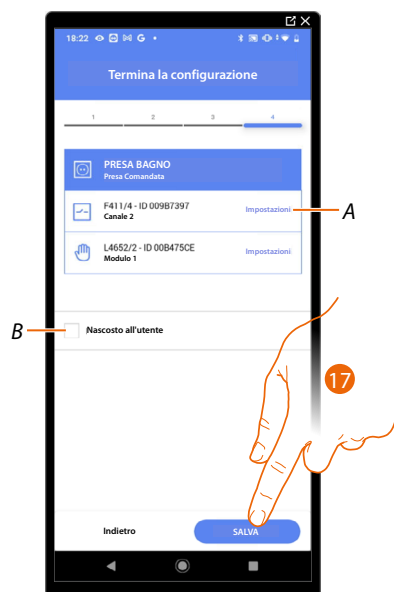 18:22 G
Termina la configurazione
1 2 3 4
PRESA BAGNO
Presa Comandata
F411/4 - ID 009B7397
Canale 2
Impostazioni
A
L4652/2 - ID 00B475CE
Modulo 1
Impostazioni
B
Nascosto all'utente
17
Indietro
SALVA